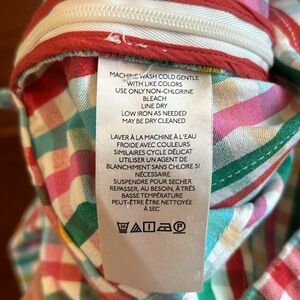 MACHINE WASH COLD GENTLE
WITH LIKE COLORS
USE ONLY NON-CHLORINE
BLEACH
LINE DRY
LOW IRON AS NEEDED
MAY BE DRY CLEANED
LAVER À LA MACHINE À L'EAU
FROIDE AVEC COULEURS
SIMILAIRES CYCLE DÉLICAT
UTILISER UN AGENT DE
BLANCHIMENT SANS CHLORE SI
NÉCESSAIRE
SUSPENDRE POUR SÉCHER
REPASSER, AU BESOIN, À TRÈS
BASSE TEMPÉRATURE
PEUT-ÊTRE ÊTRE NETTOYÉE
À SEC